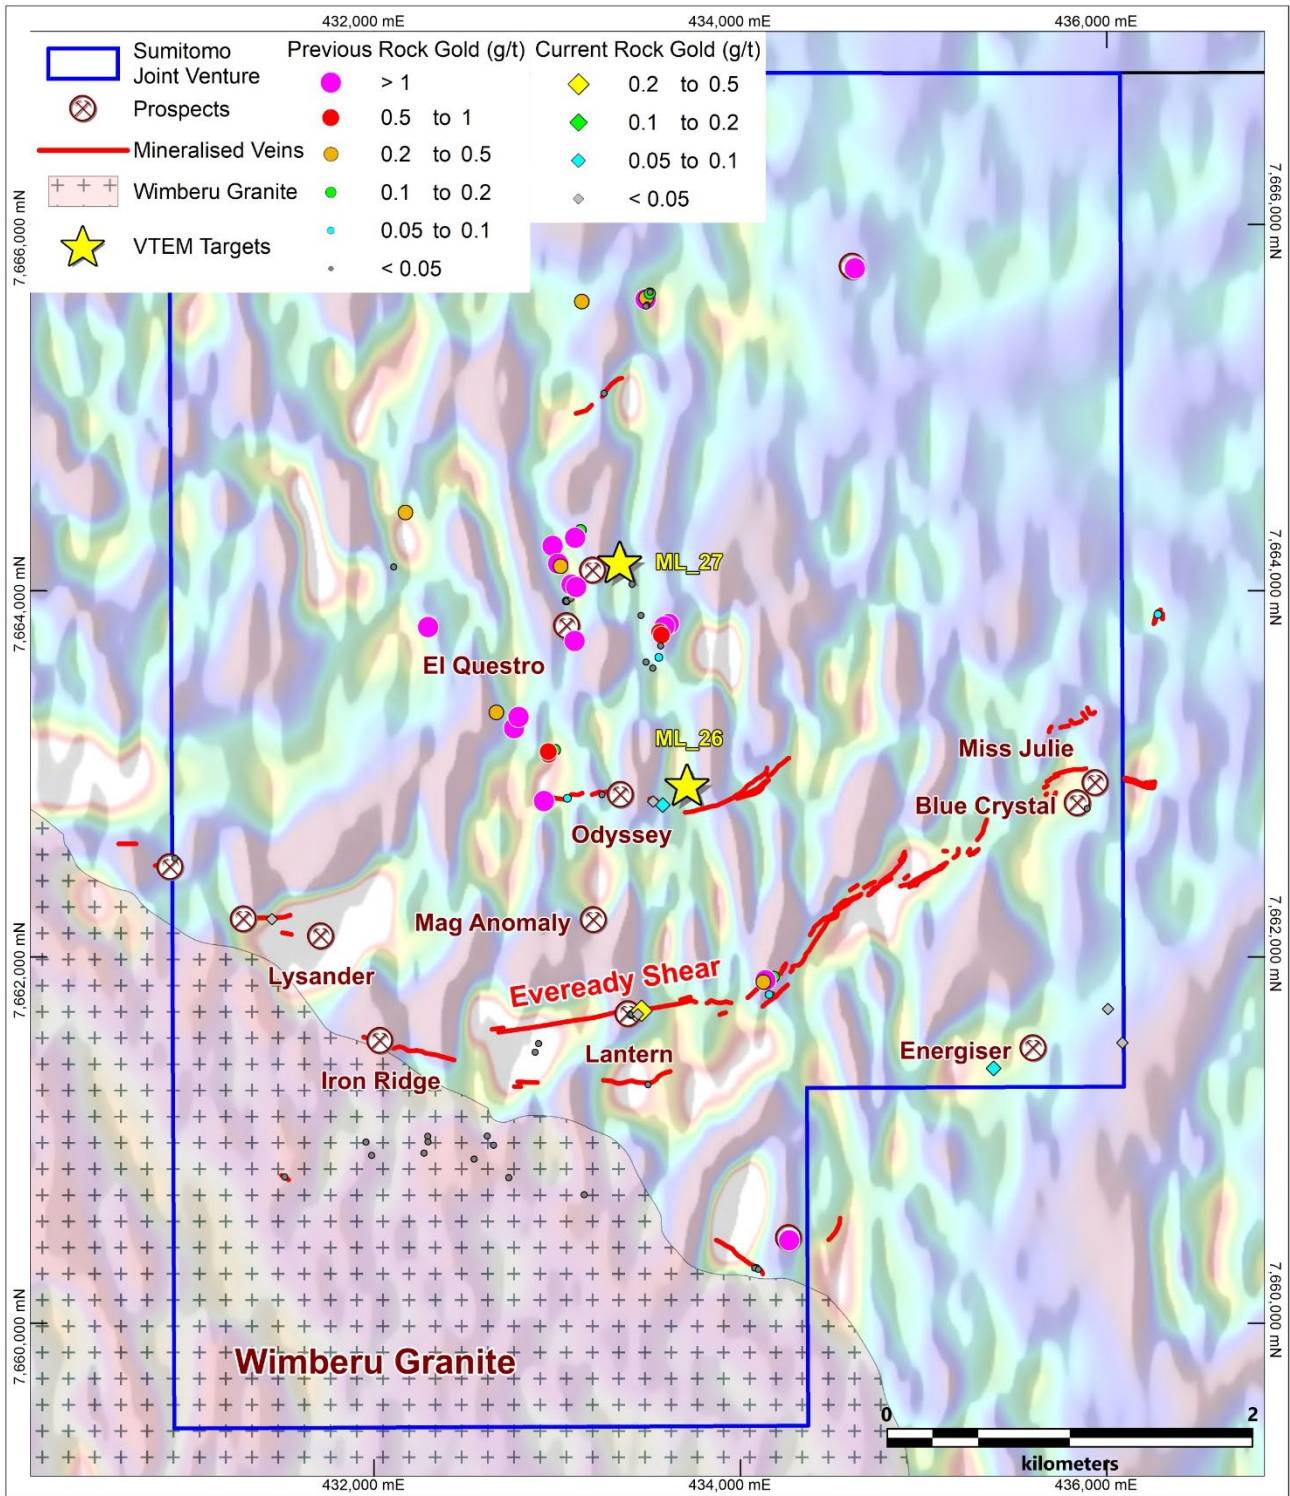 432,000 mE
434,000 mE
436,000 mE
Sumitomo
Joint Venture
Prospects
Mineralised Veins
Wimberu Granite
VTEM Targets
Previous Rock Gold (g/t)
> 1
0.5 to 1
0.2 to 0.5
0.1 to 0.2
0.05 to 0.1
< 0.05
Current Rock Gold (g/t)
0.2 to 0.5
0.1 to 0.2
0.05 to 0.1
< 0.05
7,666,000 mN
7,666,000 mN
ML_27
7,664,000 mN
7,664,000 mN
El Questro
ML_26
Miss Julie
Blue Crystal
Odyssey
Mag Anomaly
Lysander
7,662,000 mN
7,662,000 mN
Eveready Shear
Lantern
Energiser
Iron Ridge
7,660,000 mN
7,660,000 mN
Wimberu Granite
0 2
kilometers
432,000 mE
434,000 mE
436,000 mE